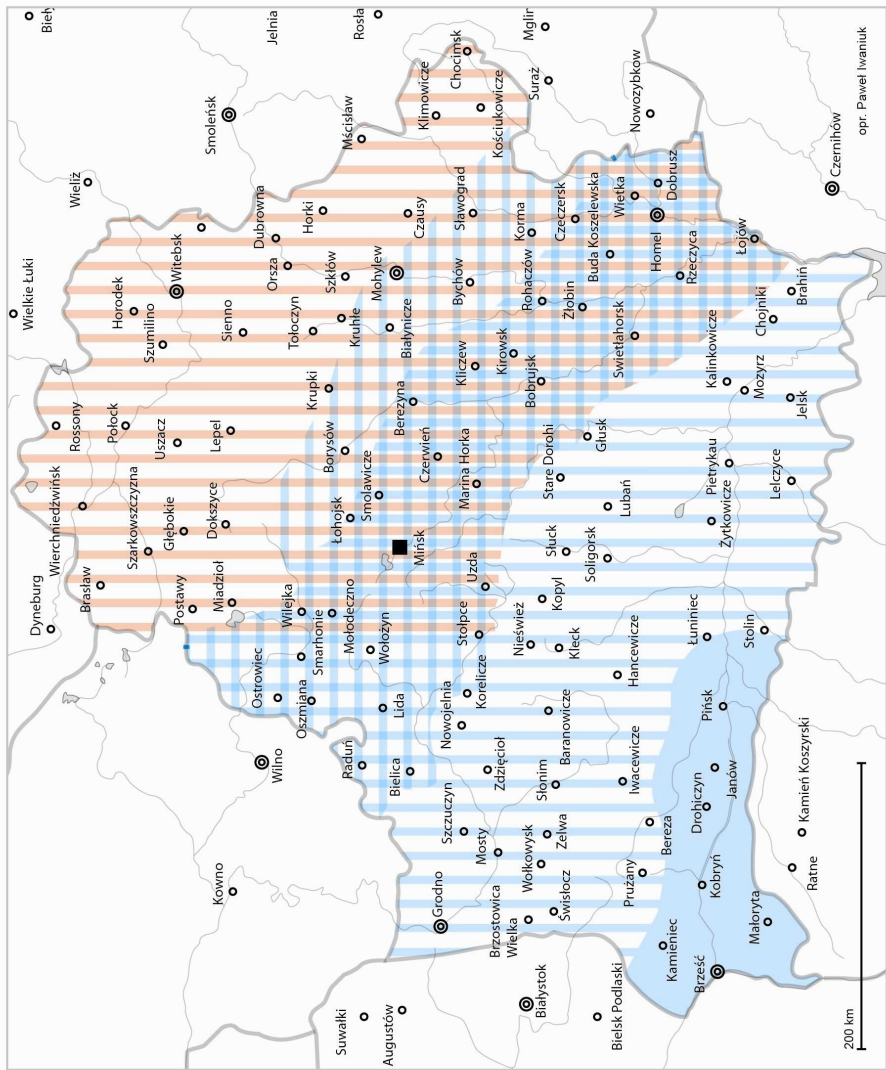 Wielkie Łuki
Bieły
Dyneburg
Rossony
Wieliż
Wierchniedźwińsk
Brasław
Połock
Horodek
Szarkowszczyzna
Szumilino
Uszacz
Głębokie
Postawy
Witebsk
Smoleńsk
Kowno
Miadzioł
Dokszyce
Lepel
Sienno
Wilno
Ostrowiec
Dubrowna
Jelnia
Orsza
Wilejka
Oszmiana
Smarhonie
Tołoczyn
Horki
Krupki
Suwałki
Raduń
Mołodeczno
Łohojsk
Borysów
Kruhle
Szkłów
Mścisław
Rosła
Augustów
Lida
Wołożyn
Smolawicze
Mohylew
Bielica
Mińsk
Berezyna
Białynicze
Czausy
Grodno
Szczuczyn
Nowojelnia
Czerwień
Klimowicze
Mosty
Stołpce
Korelicze
Uzda
Marina Horka
Kliczew
Bychów
Sławograd
Chocimsk
Zdzięcioł
Kościukowicze
Brzostowica
Wielka
Wołkowysk
Kirowsk
Białystok
Świsłocz
Zelwa
Słonim
Baranowicze
Nieśwież
Kleck
Kopyl
Słuck
Stare Dorohi
Bobrujsk
Rohaczów
Korma
Suraż
Mglin
Żłobin
Czeczersk
Bielsk Podlaski
Prużany
Iwacewicze
Hancewicze
Soligorsk
Lubań
Głusk
Swietlahorsk
Buda Koszelewska
Wietka
Nowozybkow
Bereza
Kamieniec
Homel
Dobrusz
Brześć
Kobryń
Drohiczyn
Janów
Pińsk
Łuniniec
Żytkowicze
Pietrykau
Kalinkowicze
Rzeczyca
Małoryta
Stolin
Mozyrz
Łojów
Lelczyce
Jelsk
Chojniki
Brahiń
Ratne
Kamień Koszyrski
Czernihów
200 km
opr. Paweł Iwaniuk